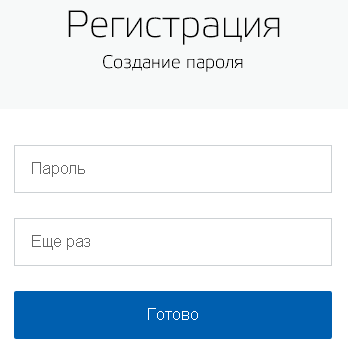 Регистрация
Создание пароля
Пароль
Еще раз
Готово